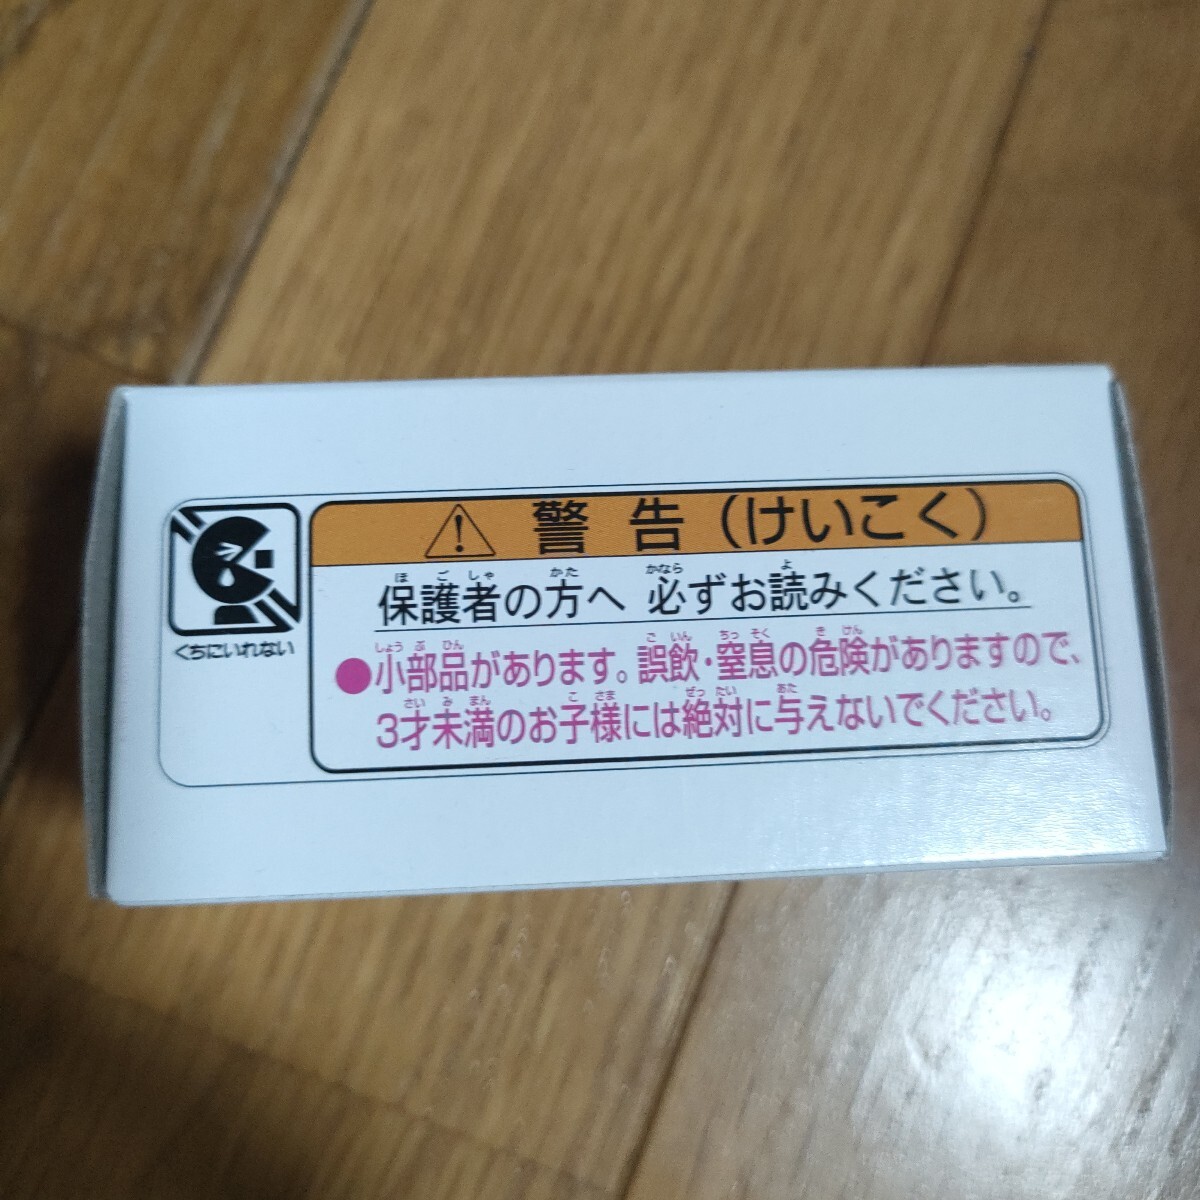 警告(けいこく)
保護者の方へ 必ずお読みください。
●小部品があります。誤飲・窒息の危険がありますので、
3才未満のお子様には絶対に与えないでください。
くちにいれない